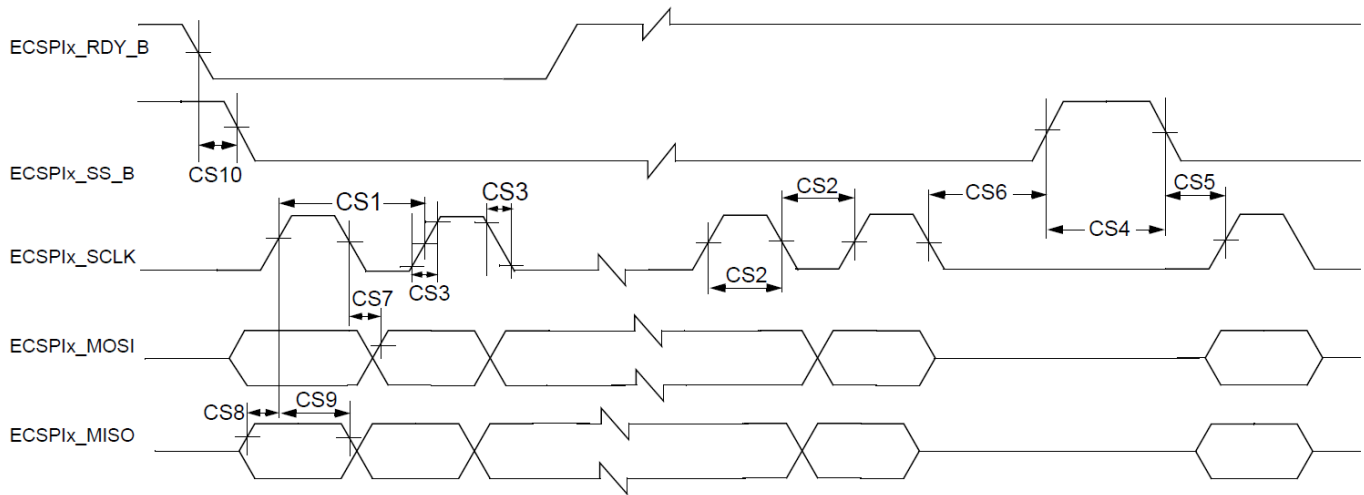 ECSPIx_RDY_B
ECSPIx_SS_B
CS10
CS1
CS3
CS2
CS6
CS5
CS4
ECSPIx_SCLK
CS3
CS2
CS7
ECSPIx_MOSI
CS8
CS9
ECSPIx_MISO